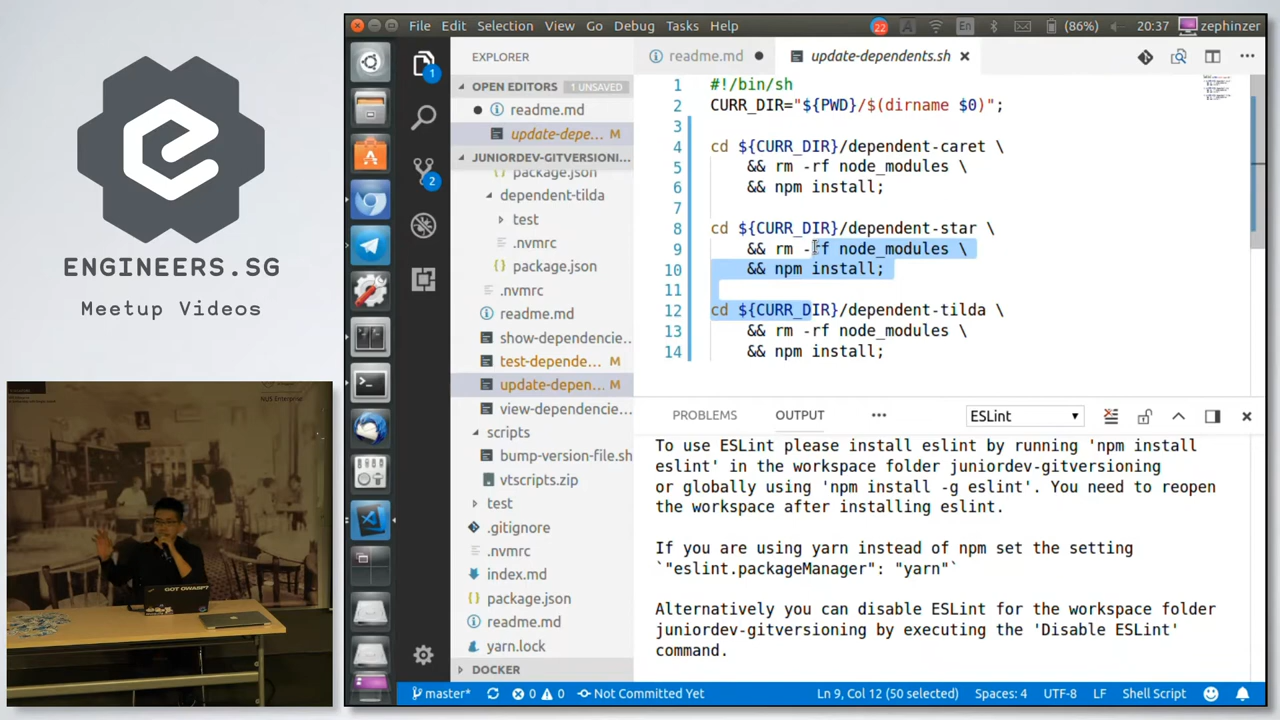 ENGINEERS.SG
Meetup Videos
NUS Enterprise
GOT OWASP?
File Edit Selection View Go Debug Tasks Help
22
A
En
(86%)
20:37
zephinzer
EXPLORER
OPEN EDITORS 1 UNSAVED
readme.md
update-depe... M
JUNIORDEV-GITVERSIONI...
package.json
dependent-tilda
test
.nvmrc
package.json
.nvmrc
readme.md
show-dependencie...
test-depende... M
update-depen... M
view-dependencie...
scripts
bump-version-file.sh
vtscripts.zip
test
.gitignore
.nvmrc
index.md
package.json
readme.md
yarn.lock
DOCKER
1
2
readme.md
update-dependents.sh
1 #!/bin/sh
2 CURR_DIR="${PWD}/$(dirname $0)";
3
4 cd ${CURR_DIR}/dependent-caret \
5 && rm -rf node_modules \
6 && npm install;
7
8 cd ${CURR_DIR}/dependent-star \
9 && rm -rf node_modules \
10 && npm install;
11
12 cd ${CURR_DIR}/dependent-tilda \
13 && rm -rf node_modules \
14 && npm install;
PROBLEMS OUTPUT ... ESLint
To use ESLint please install eslint by running 'npm install
eslint' in the workspace folder juniordev-gitversioning
or globally using 'npm install -g eslint'. You need to reopen
the workspace after installing eslint.
If you are using yarn instead of npm set the setting
`"eslint.packageManager": "yarn"`
Alternatively you can disable ESLint for the workspace folder
juniordev-gitversioning by executing the 'Disable ESLint'
command.
master* 0 0 Not Committed Yet Ln 9, Col 12 (50 selected) Spaces: 4 UTF-8 LF Shell Script